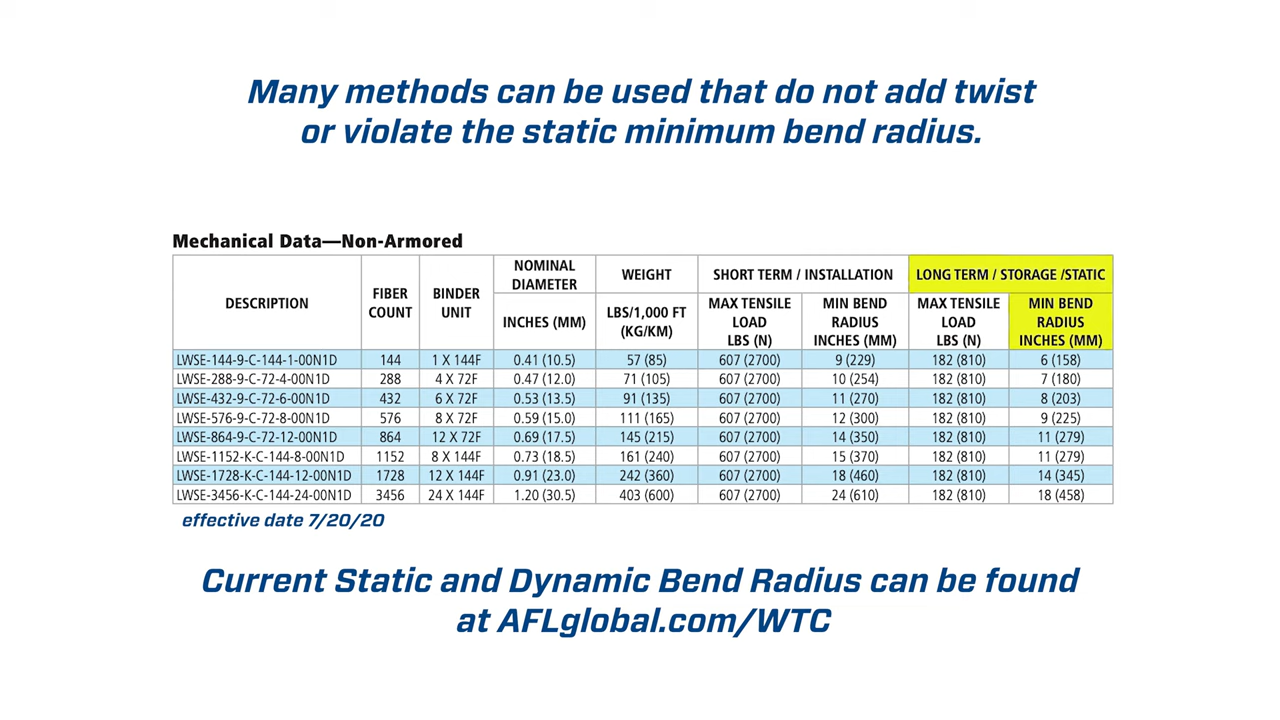 Many methods can be used that do not add twist
or violate the static minimum bend radius.
Mechanical Data—Non-Armored
DESCRIPTION FIBER COUNT BINDER UNIT NOMINAL DIAMETER WEIGHT SHORT TERM / INSTALLATION LONG TERM / STORAGE /STATIC
INCHES (MM) LBS/1,000 FT (KG/KM) MAX TENSILE LOAD LBS (N) MIN BEND RADIUS INCHES (MM) MAX TENSILE LOAD LBS (N) MIN BEND RADIUS INCHES (MM)
LWSE-144-9-C-144-1-00N1D 144 1 X 144F 0.41 (10.5) 57 (85) 607 (2700) 9 (229) 182 (810) 6 (158)
LWSE-288-9-C-72-4-00N1D 288 4 X 72F 0.47 (12.0) 71 (105) 607 (2700) 10 (254) 182 (810) 7 (180)
LWSE-432-9-C-72-6-00N1D 432 6 X 72F 0.53 (13.5) 91 (135) 607 (2700) 11 (270) 182 (810) 8 (203)
LWSE-576-9-C-72-8-00N1D 576 8 X 72F 0.59 (15.0) 111 (165) 607 (2700) 12 (300) 182 (810) 9 (225)
LWSE-864-9-C-72-12-00N1D 864 12 X 72F 0.69 (17.5) 145 (215) 607 (2700) 14 (350) 182 (810) 11 (279)
LWSE-1152-K-C-144-8-00N1D 1152 8 X 144F 0.73 (18.5) 161 (240) 607 (2700) 15 (370) 182 (810) 11 (279)
LWSE-1728-K-C-144-12-00N1D 1728 12 X 144F 0.91 (23.0) 242 (360) 607 (2700) 18 (460) 182 (810) 14 (345)
LWSE-3456-K-C-144-24-00N1D 3456 24 X 144F 1.20 (30.5) 403 (600) 607 (2700) 24 (610) 182 (810) 18 (458)
effective date 7/20/20
Current Static and Dynamic Bend Radius can be found
at AFLglobal.com/WTC